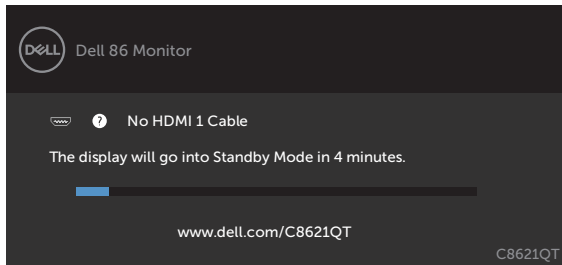 DELL
Dell 86 Monitor
? No HDMI 1 Cable
The display will go into Standby Mode in 4 minutes.
www.dell.com/C8621QT
C8621QT